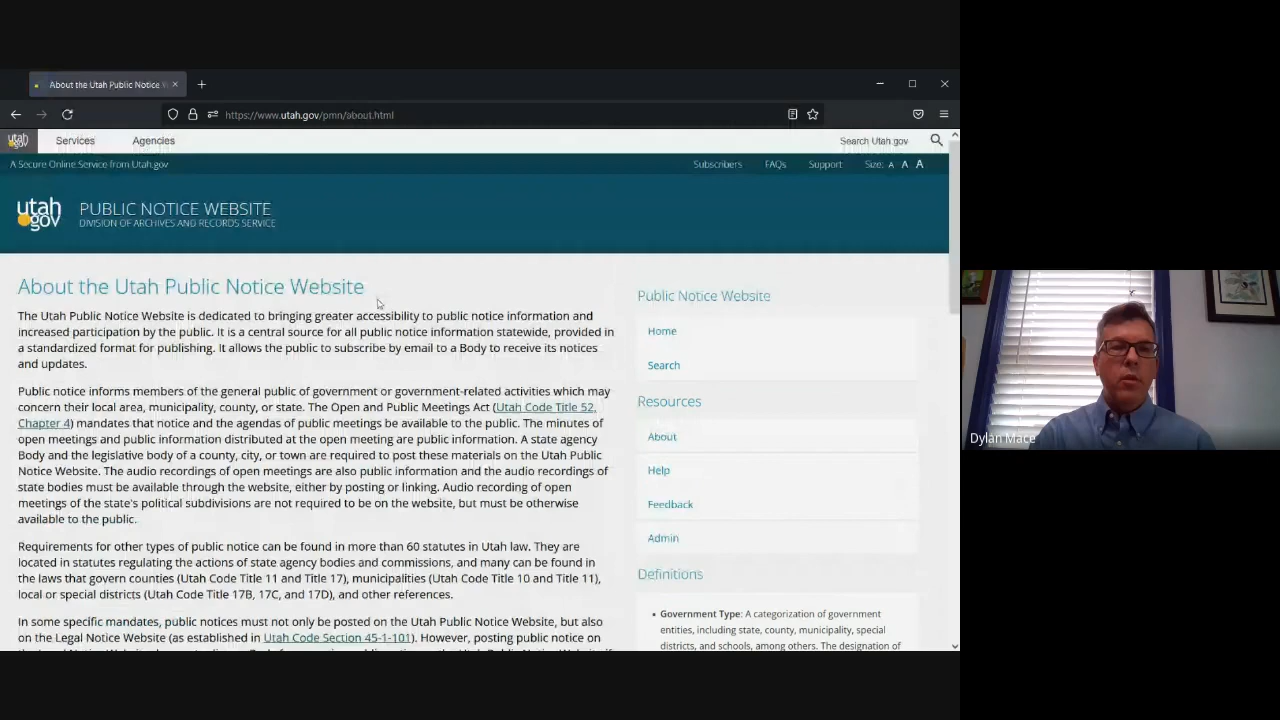 About the Utah Public Notice W
https://www.utah.gov/pmn/about.html
utah gov
Services
Agencies
Search Utah.gov
A Secure Online Service from Utah.gov
Subscribers
FAQs
Support
Size: A A A
utah gov
PUBLIC NOTICE WEBSITE
DIVISION OF ARCHIVES AND RECORDS SERVICE
About the Utah Public Notice Website
The Utah Public Notice Website is dedicated to bringing greater accessibility to public notice information and
increased participation by the public. It is a central source for all public notice information statewide, provided in
a standardized format for publishing. It allows the public to subscribe by email to a Body to receive its notices
and updates.
Public notice informs members of the general public of government or government-related activities which may
concern their local area, municipality, county, or state. The Open and Public Meetings Act (Utah Code Title 52,
Chapter 4) mandates that notice and the agendas of public meetings be available to the public. The minutes of
open meetings and public information distributed at the open meeting are public information. A state agency
Body and the legislative body of a county, city, or town are required to post these materials on the Utah Public
Notice Website. The audio recordings of open meetings are also public information and the audio recordings of
state bodies must be available through the website, either by posting or linking. Audio recording of open
meetings of the state's political subdivisions are not required to be on the website, but must be otherwise
available to the public.
Requirements for other types of public notice can be found in more than 60 statutes in Utah law. They are
located in statutes regulating the actions of state agency bodies and commissions, and many can be found in
the laws that govern counties (Utah Code Title 11 and Title 17), municipalities (Utah Code Title 10 and Title 11),
local or special districts (Utah Code Title 17B, 17C, and 17D), and other references.
In some specific mandates, public notices must not only be posted on the Utah Public Notice Website, but also
on the Legal Notice Website (as established in Utah Code Section 45-1-101). However, posting public notice on
Public Notice Website
Home
Search
Resources
About
Help
Feedback
Admin
Definitions
• Government Type: A categorization of government
entities, including state, county, municipality, special
districts, and schools, among others. The designation of
Dylan Mace